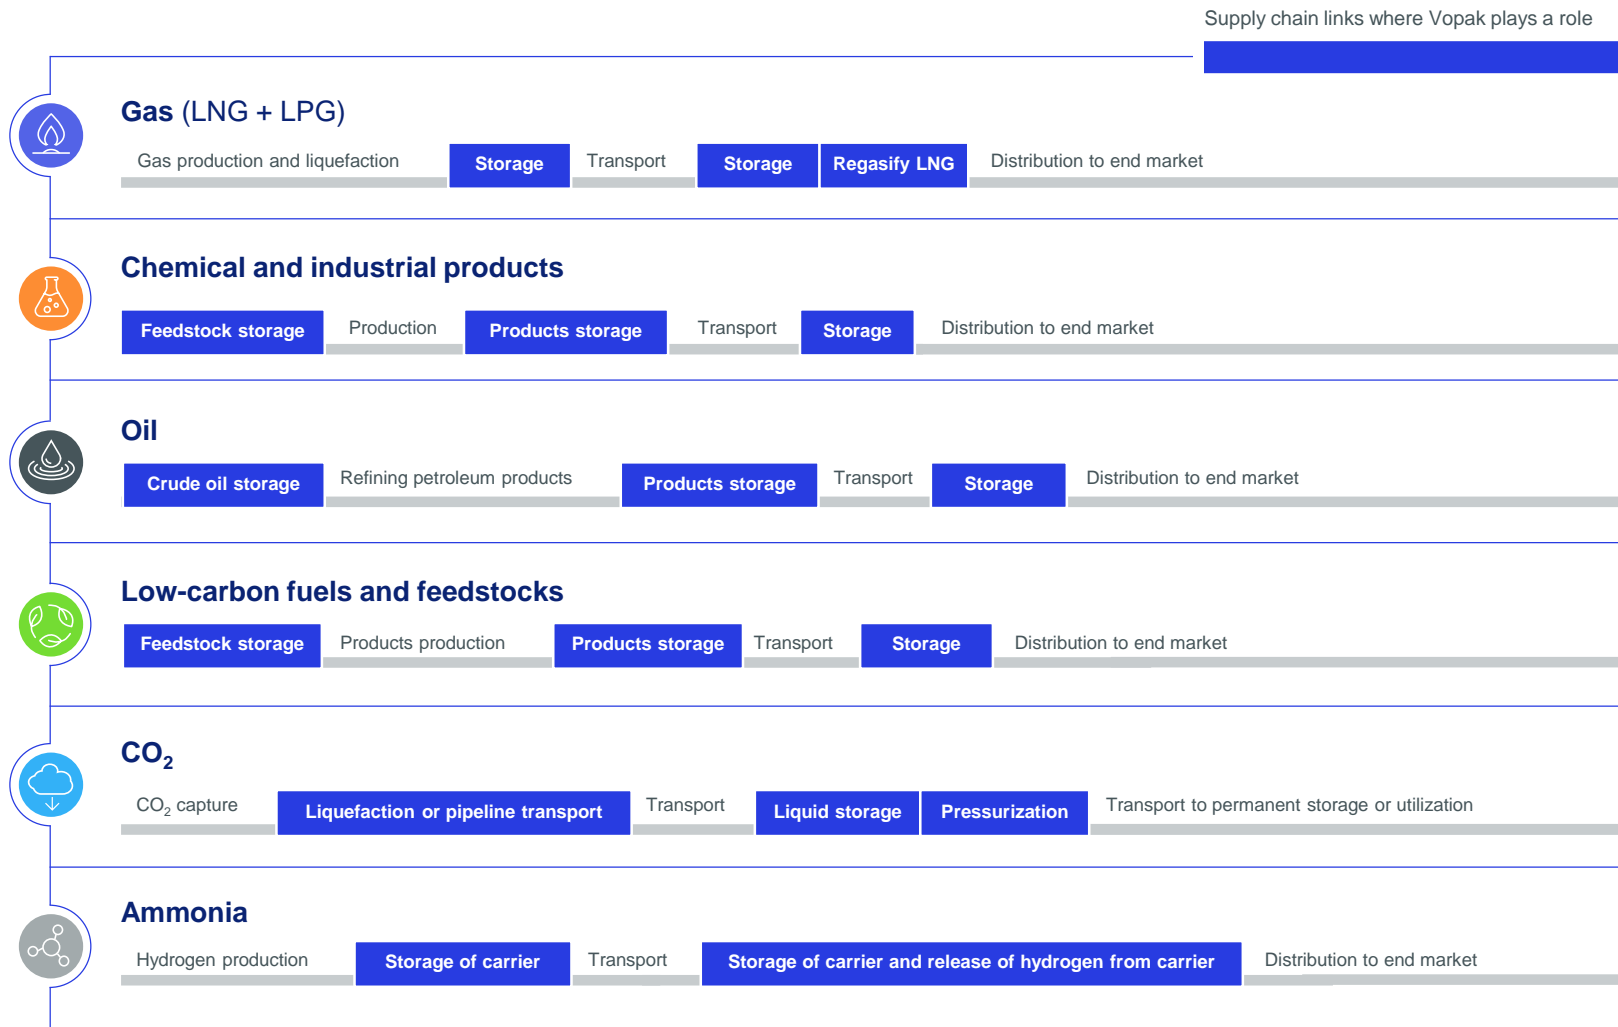 Supply chain links where Vopak plays a role
Gas (LNG + LPG)
Gas production and liquefaction
Storage
Transport
Storage
Regasify LNG
Distribution to end market
Chemical and industrial products
Feedstock storage
Production
Products storage
Transport
Storage
Distribution to end market
Oil
Crude oil storage
Refining petroleum products
Products storage
Transport
Storage
Distribution to end market
Low-carbon fuels and feedstocks
Feedstock storage
Products production
Products storage
Transport
Storage
Distribution to end market
CO₂
CO₂ capture
Liquefaction or pipeline transport
Transport
Liquid storage
Pressurization
Transport to permanent storage or utilization
Ammonia
Hydrogen production
Storage of carrier
Transport
Storage of carrier and release of hydrogen from carrier
Distribution to end market